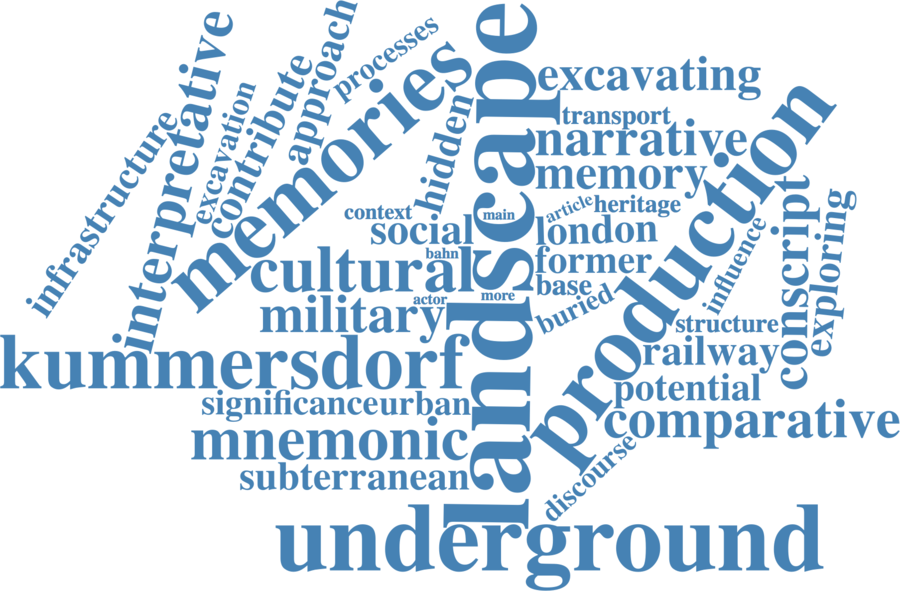 landscape
processes
approach
interpretative
contribute
excavation
infrastructure
memories
hidden
excavating
transport
narrative
memory
production
context
main
article
heritage
social
london
conscript
exploring
influence
bahn
cultural
former
base
actor
more
military
buried
structure
kummersdorf
railway
potential
significance
urban
comparative
mnemonic
subterranean
discourse
underground